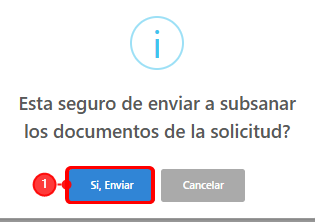 i
Esta seguro de enviar a subsanar
los documentos de la solicitud?
1 Si, Enviar Cancelar